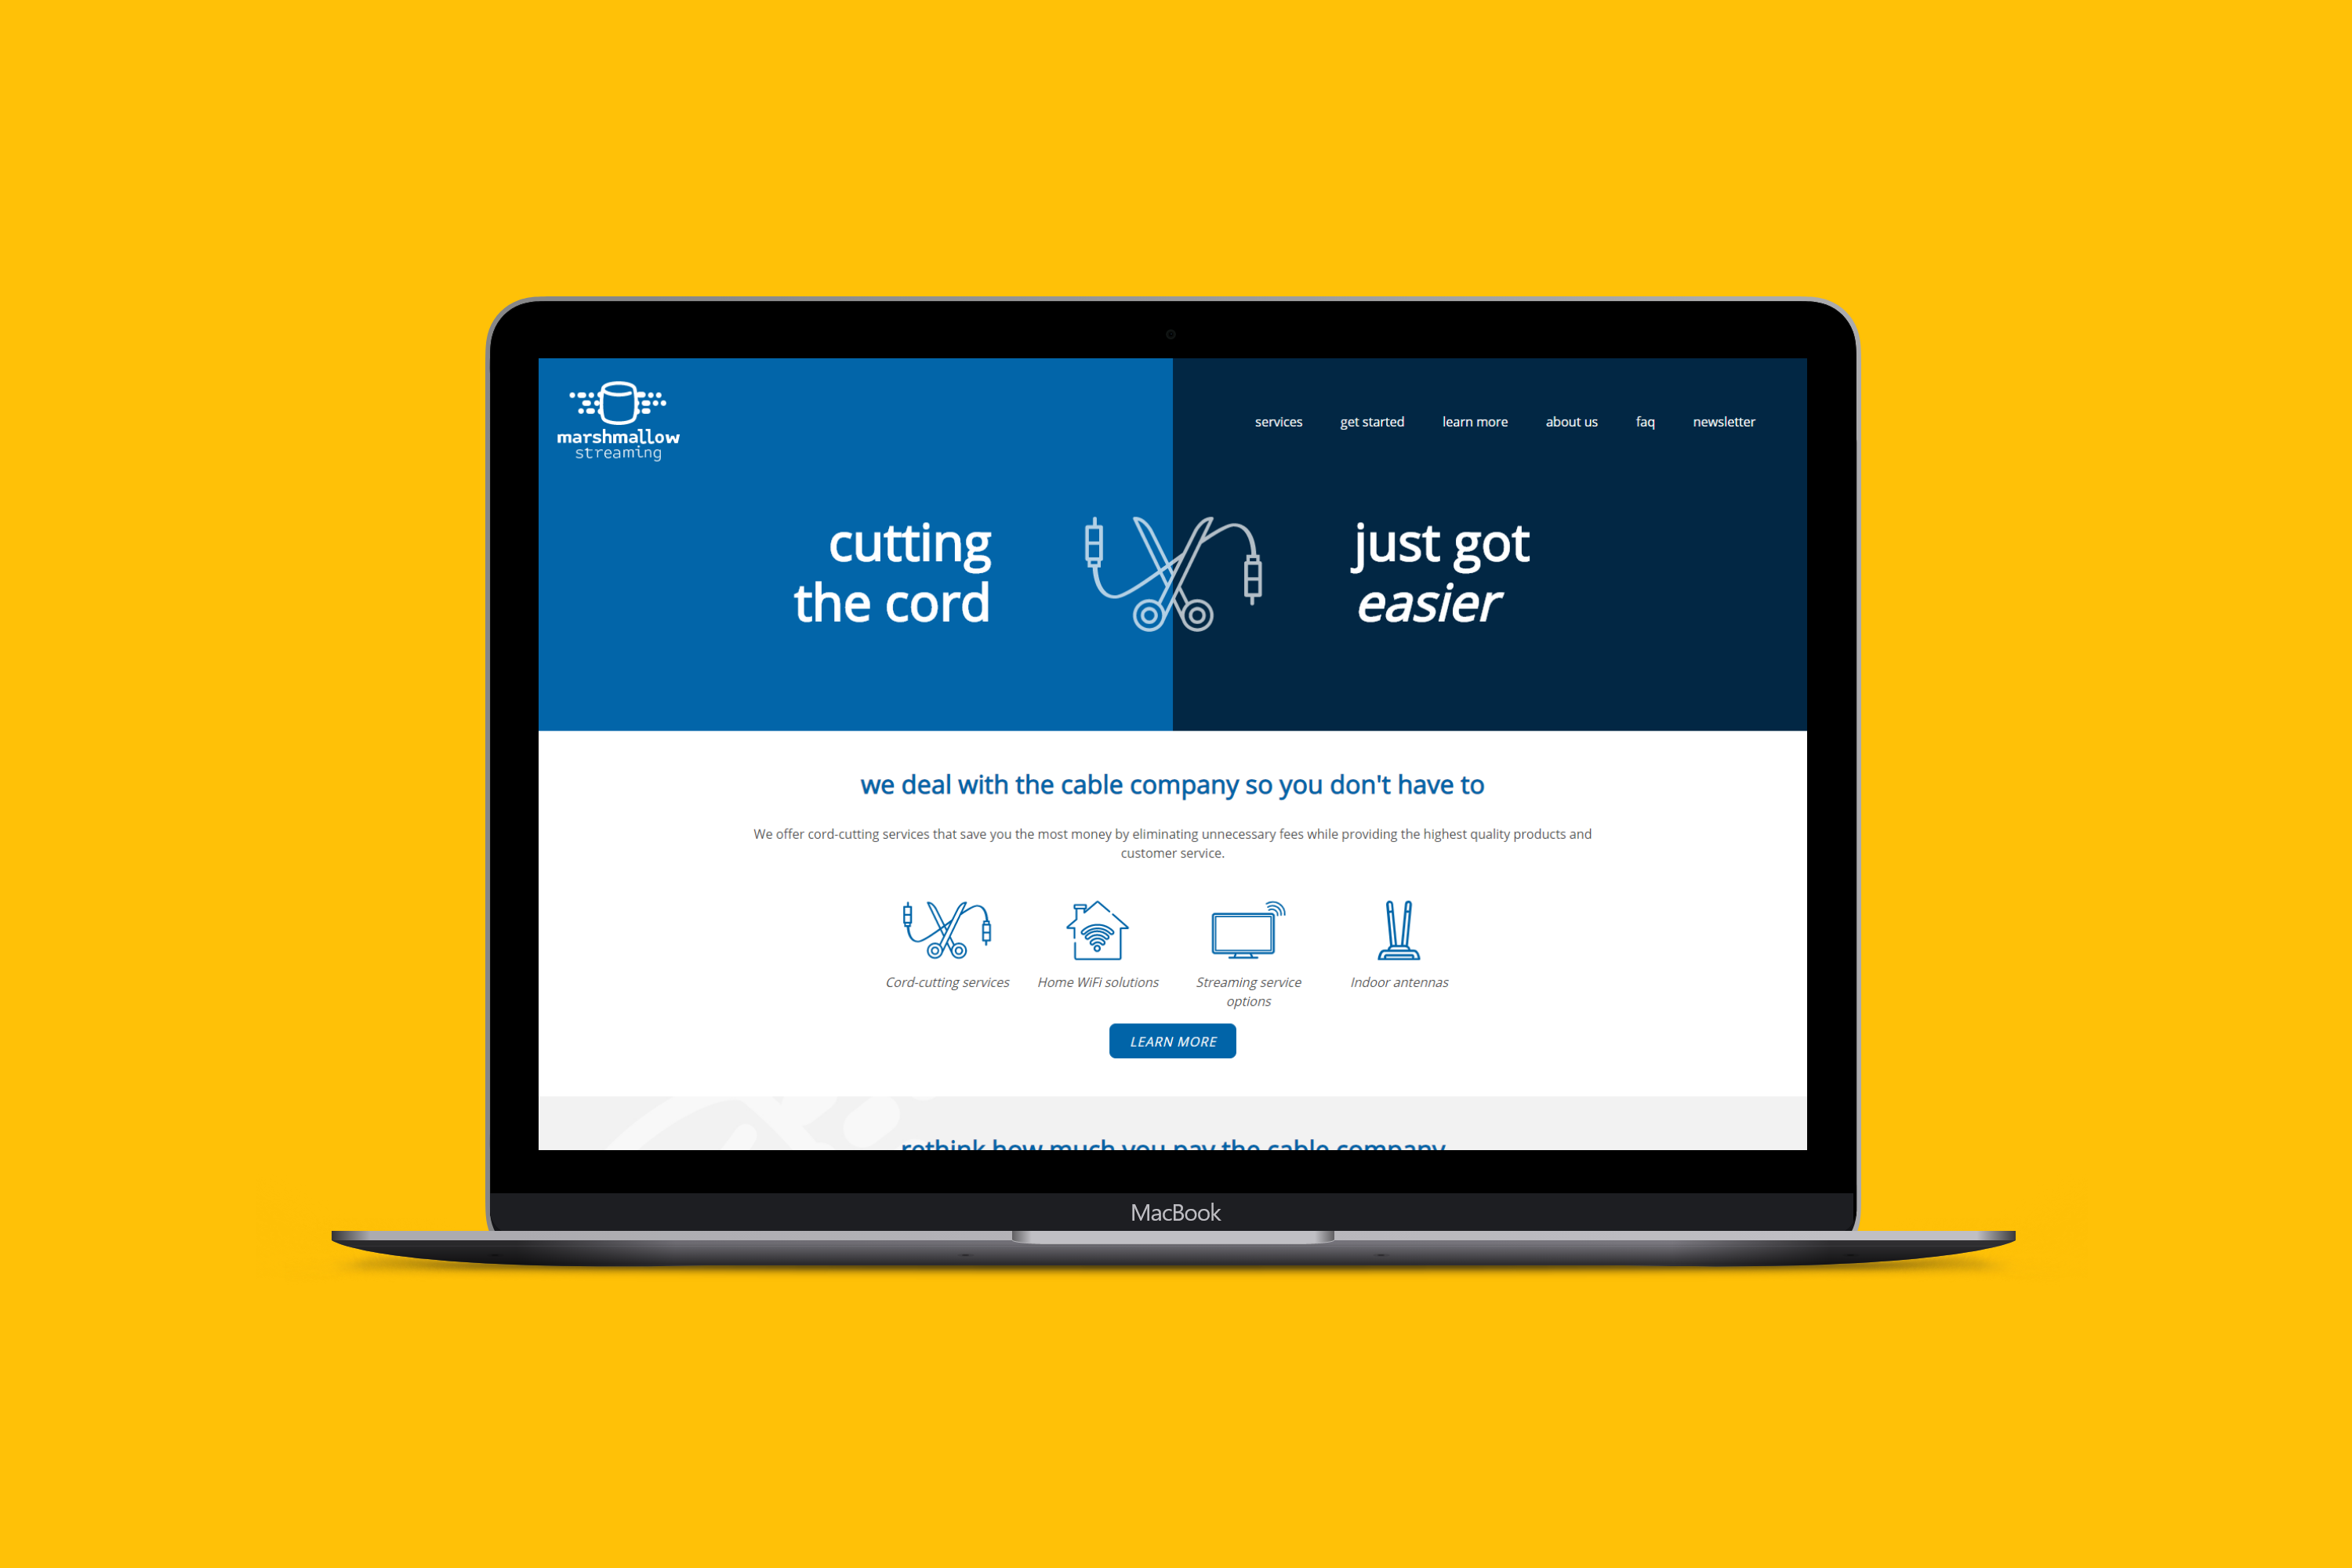 marshmallow
streaming
services get started learn more about us faq newsletter
cutting
the cord
just got
easier
we deal with the cable company so you don't have to
We offer cord-cutting services that save you the most money by eliminating unnecessary fees while providing the highest quality products and
customer service.
Cord-cutting services
Home WiFi solutions
Streaming service
options
Indoor antennas
LEARN MORE
rethink how much you pay the cable company
MacBook